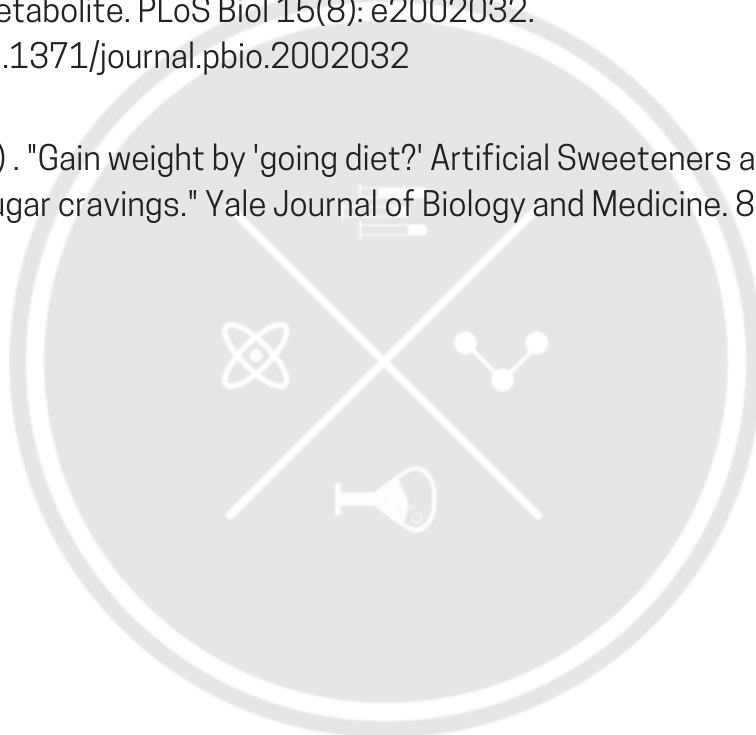 etabolite. PLoS Biol 15(8): e2002032.
.1371/journal.pbio.2002032
) . "Gain weight by 'going diet?' Artificial Sweeteners a
ugar cravings." Yale Journal of Biology and Medicine. 8